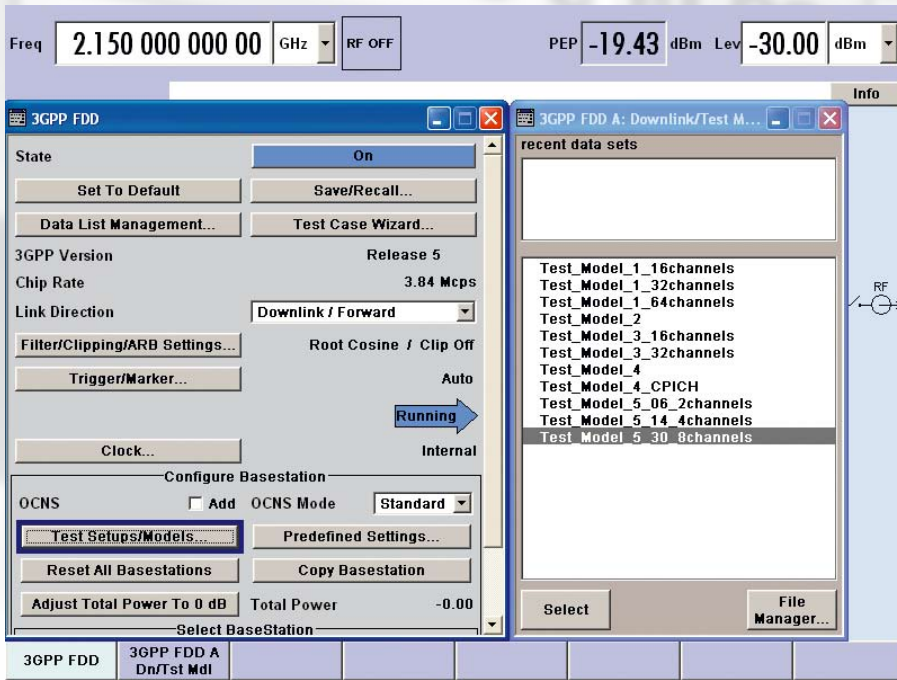 Freq 2.150 000 000 00 GHz RF OFF PEP -19.43 dBm Lev -30.00 dBm
Info
3GPP FDD
State On
Set To Default Save/Recall...
Data List Management... Test Case Wizard...
3GPP Version Release 5
Chip Rate 3.84 Mcps
Link Direction Downlink / Forward
Filter/Clipping/ARB Settings... Root Cosine / Clip Off
Trigger/Marker... Auto
Running
Clock... Internal
Configure Basestation
OCNS Add OCNS Mode Standard
Test Setups/Models... Predefined Settings...
Reset All Basestations Copy Basestation
Adjust Total Power To 0 dB Total Power -0.00
Select BaseStation
3GPP FDD A: Downlink/Test M...
recent data sets
Test_Model_1_16channels
Test_Model_1_32channels
Test_Model_1_64channels
Test_Model_2
Test_Model_3_16channels
Test_Model_3_32channels
Test_Model_4
Test_Model_4_CPICH
Test_Model_5_06_2channels
Test_Model_5_14_4channels
Test_Model_5_30_8channels
Select
File
Manager...
RF
3GPP FDD
3GPP FDD A
Dn/Tst Mdl